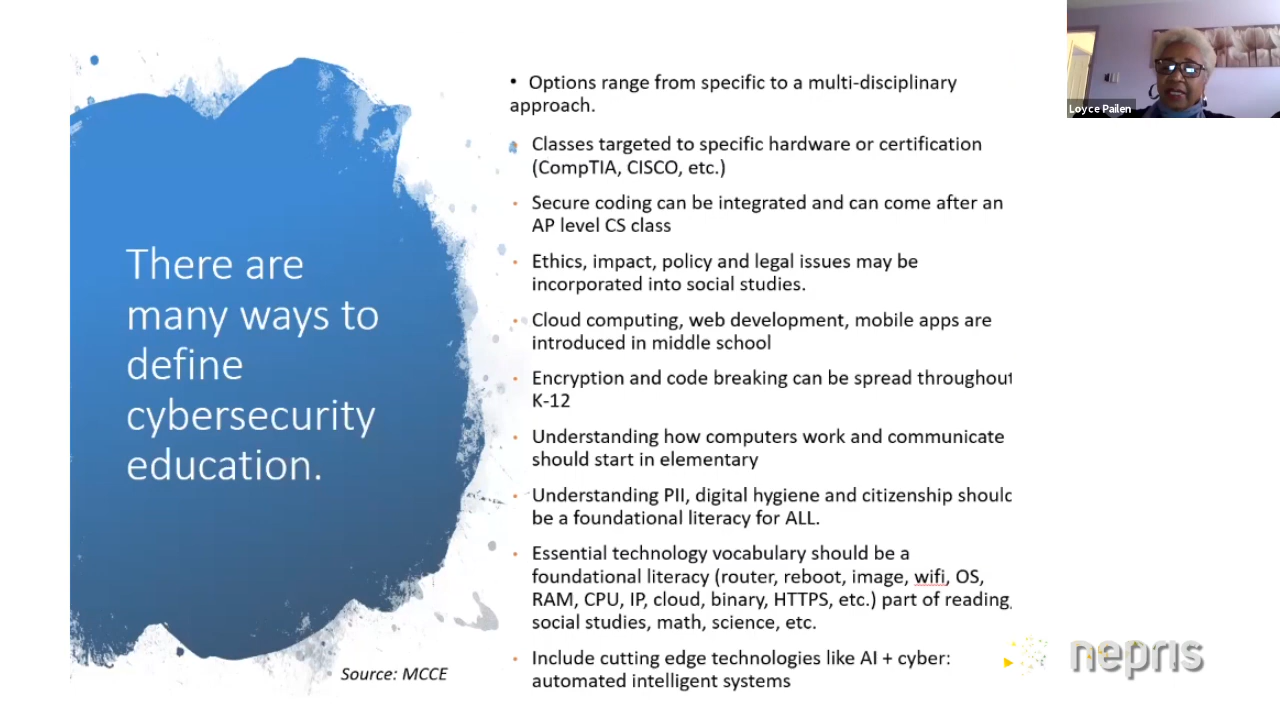 There are
many ways to
define
cybersecurity
education.
• Options range from specific to a multi-disciplinary
approach.
• Classes targeted to specific hardware or certification
(CompTIA, CISCO, etc.)
• Secure coding can be integrated and can come after an
AP level CS class
• Ethics, impact, policy and legal issues may be
incorporated into social studies.
• Cloud computing, web development, mobile apps are
introduced in middle school
• Encryption and code breaking can be spread throughout
K-12
• Understanding how computers work and communicate
should start in elementary
• Understanding PII, digital hygiene and citizenship should
be a foundational literacy for ALL.
• Essential technology vocabulary should be a
foundational literacy (router, reboot, image, wifi, OS,
RAM, CPU, IP, cloud, binary, HTTPS, etc.) part of reading,
social studies, math, science, etc.
• Include cutting edge technologies like AI + cyber:
automated intelligent systems
Source: MCCE
Loyce Pailen
nepris